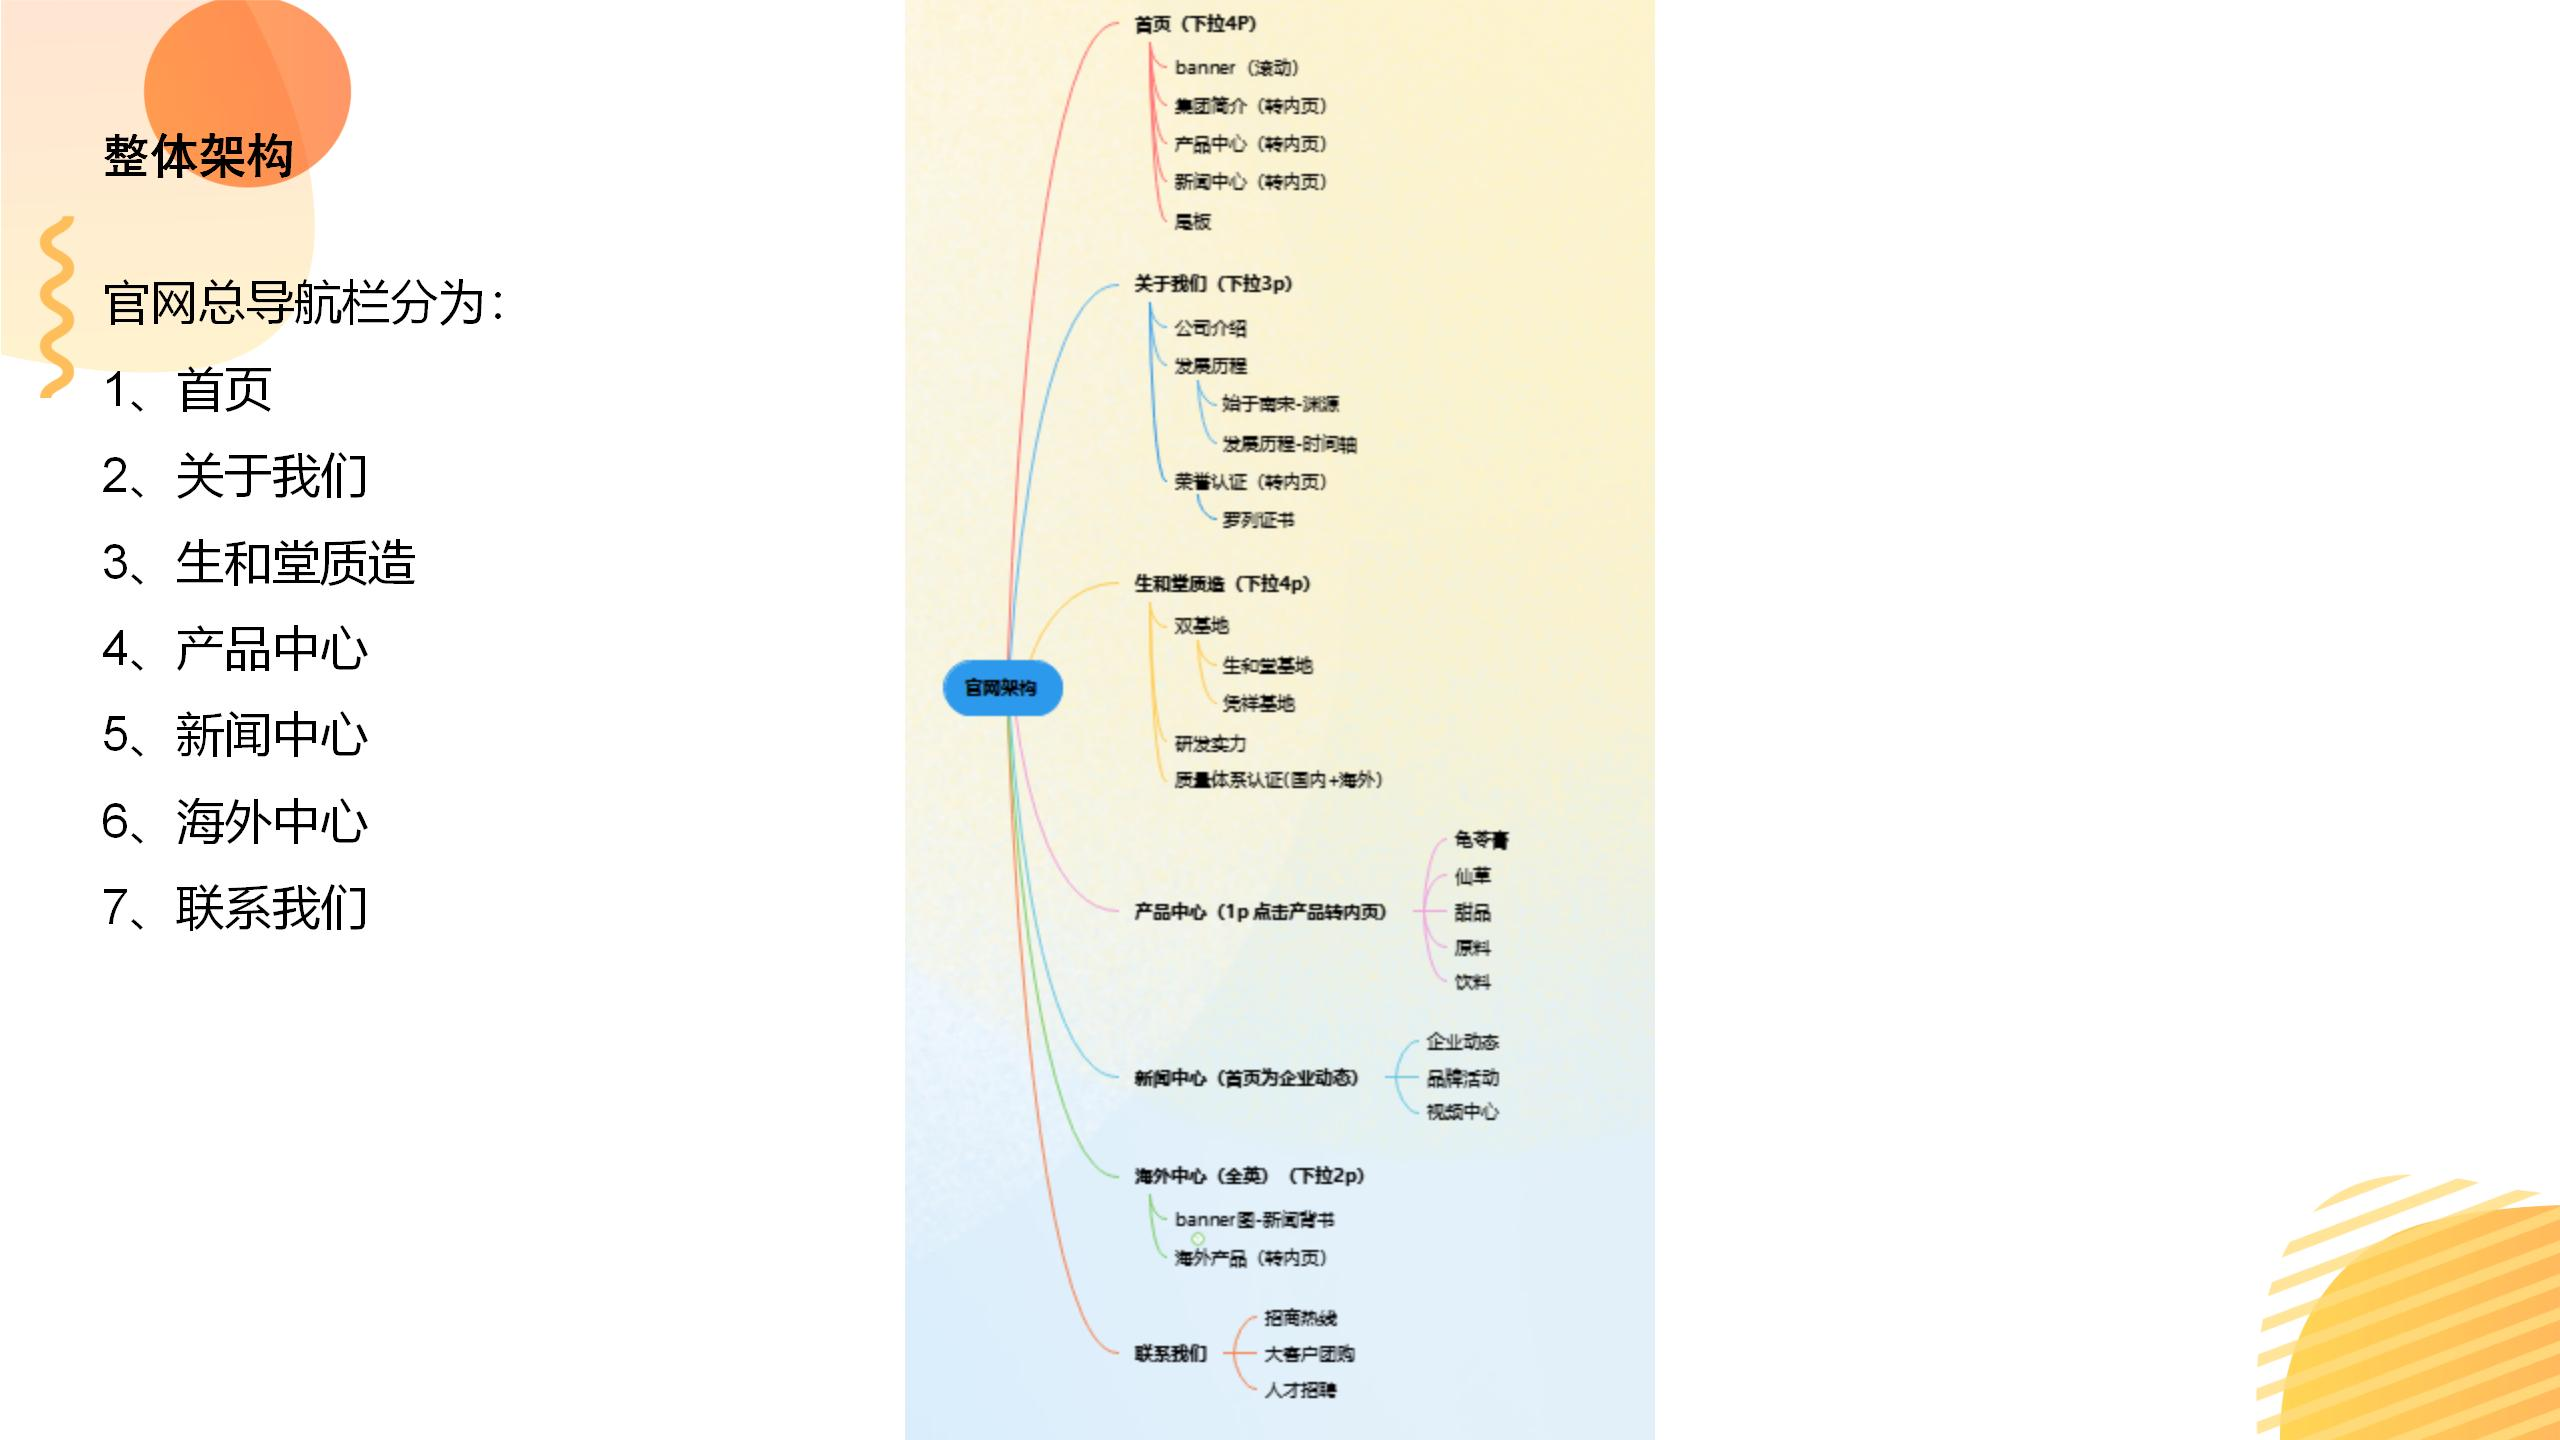 整体架构
官网总导航栏分为：
1、首页
2、关于我们
3、生和堂质造
4、产品中心
5、新闻中心
6、海外中心
7、联系我们
官网架构
首页（下拉4P）
banner（滚动）
集团简介（转内页）
产品中心（转内页）
新闻中心（转内页）
尾板
关于我们（下拉3p）
公司介绍
发展历程
始于南宋-渊源
发展历程-时间轴
荣誉认证（转内页）
罗列证书
生和堂质造（下拉4p）
双基地
生和堂基地
凭祥基地
研发实力
质量体系认证(国内+海外）
产品中心（1p 点击产品转内页）
龟苓膏
仙草
甜品
原料
饮料
新闻中心（首页为企业动态）
企业动态
品牌活动
视频中心
海外中心（全英）（下拉2p）
banner图-新闻背书
海外产品（转内页）
联系我们
招商热线
大客户团购
人才招聘